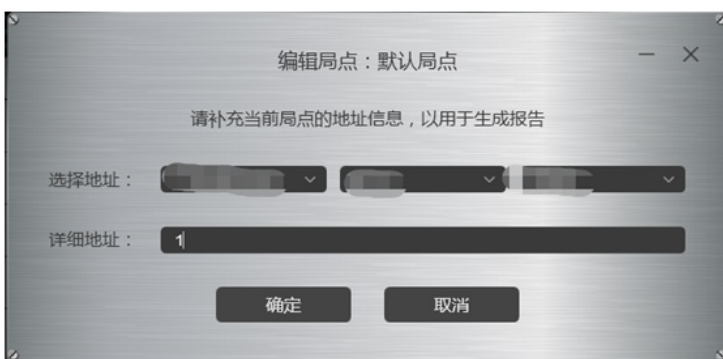 编辑局点：默认局点
请补充当前局点的地址信息，以用于生成报告
选择地址：
详细地址： 1
确定 取消